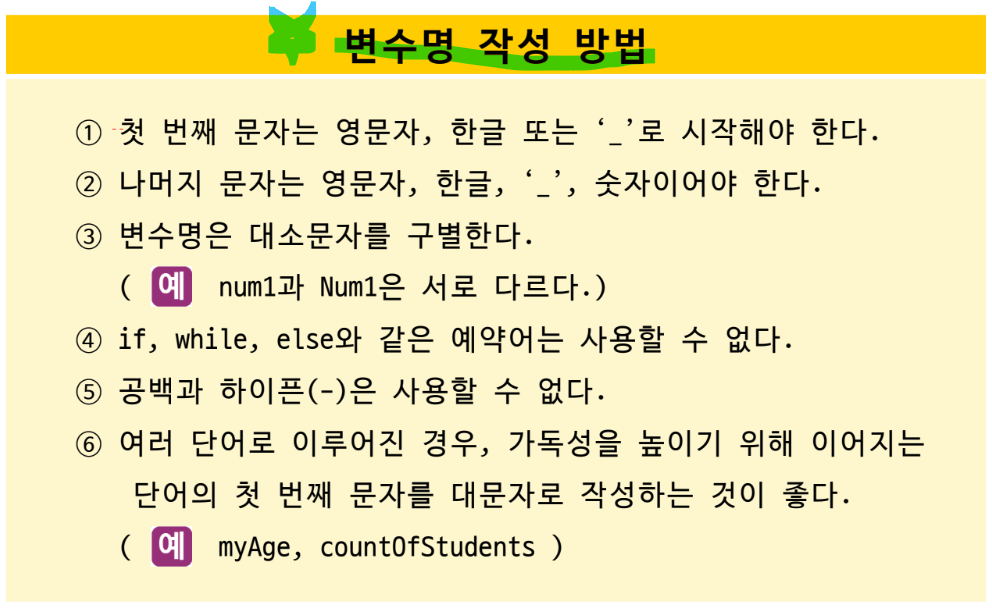 변수명 작성 방법
① 첫 번째 문자는 영문자, 한글 또는 ‘_’로 시작해야 한다.
② 나머지 문자는 영문자, 한글, ‘_’, 숫자이어야 한다.
③ 변수명은 대소문자를 구별한다.
( 예 num1과 Num1은 서로 다르다.)
④ if, while, else와 같은 예약어는 사용할 수 없다.
⑤ 공백과 하이픈(-)은 사용할 수 없다.
⑥ 여러 단어로 이루어진 경우, 가독성을 높이기 위해 이어지는
단어의 첫 번째 문자를 대문자로 작성하는 것이 좋다.
( 예 myAge, countOfStudents )